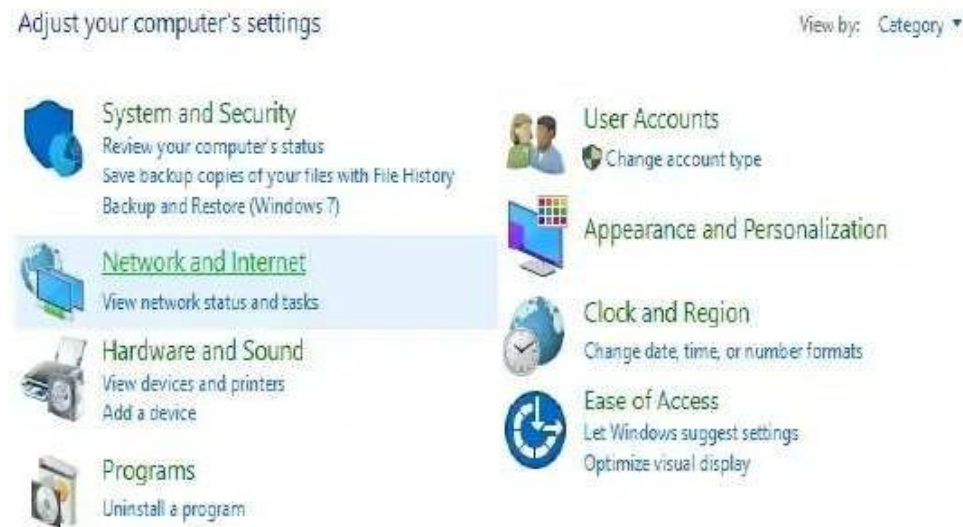 Adjust your computer's settings
View by: Category
System and Security
Review your computer's status
Save backup copies of your files with File History
Backup and Restore (Windows 7)
Network and Internet
View network status and tasks
Hardware and Sound
View devices and printers
Add a device
Programs
Uninstall a program
User Accounts
Change account type
Appearance and Personalization
Clock and Region
Change date, time, or number formats
Ease of Access
Let Windows suggest settings
Optimize visual display